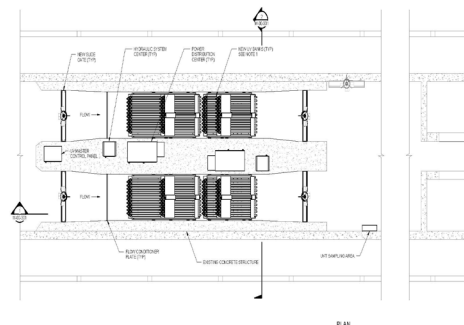 NEW SLIDE
GATE (TYP)
HYDRAULIC SYSTEM
CENTER (TYP)
POWER
DISTRIBUTION
CENTER (TYP)
NEW UV BANKS (TYP)
SEE NOTE 1
FLOW
UV MASTER
CONTROL PANEL
FLOW
FLOW CONDITIONER
PLATE (TYP)
EXISTING CONCRETE STRUCTURE
UVT SAMPLING AREA
PLAN